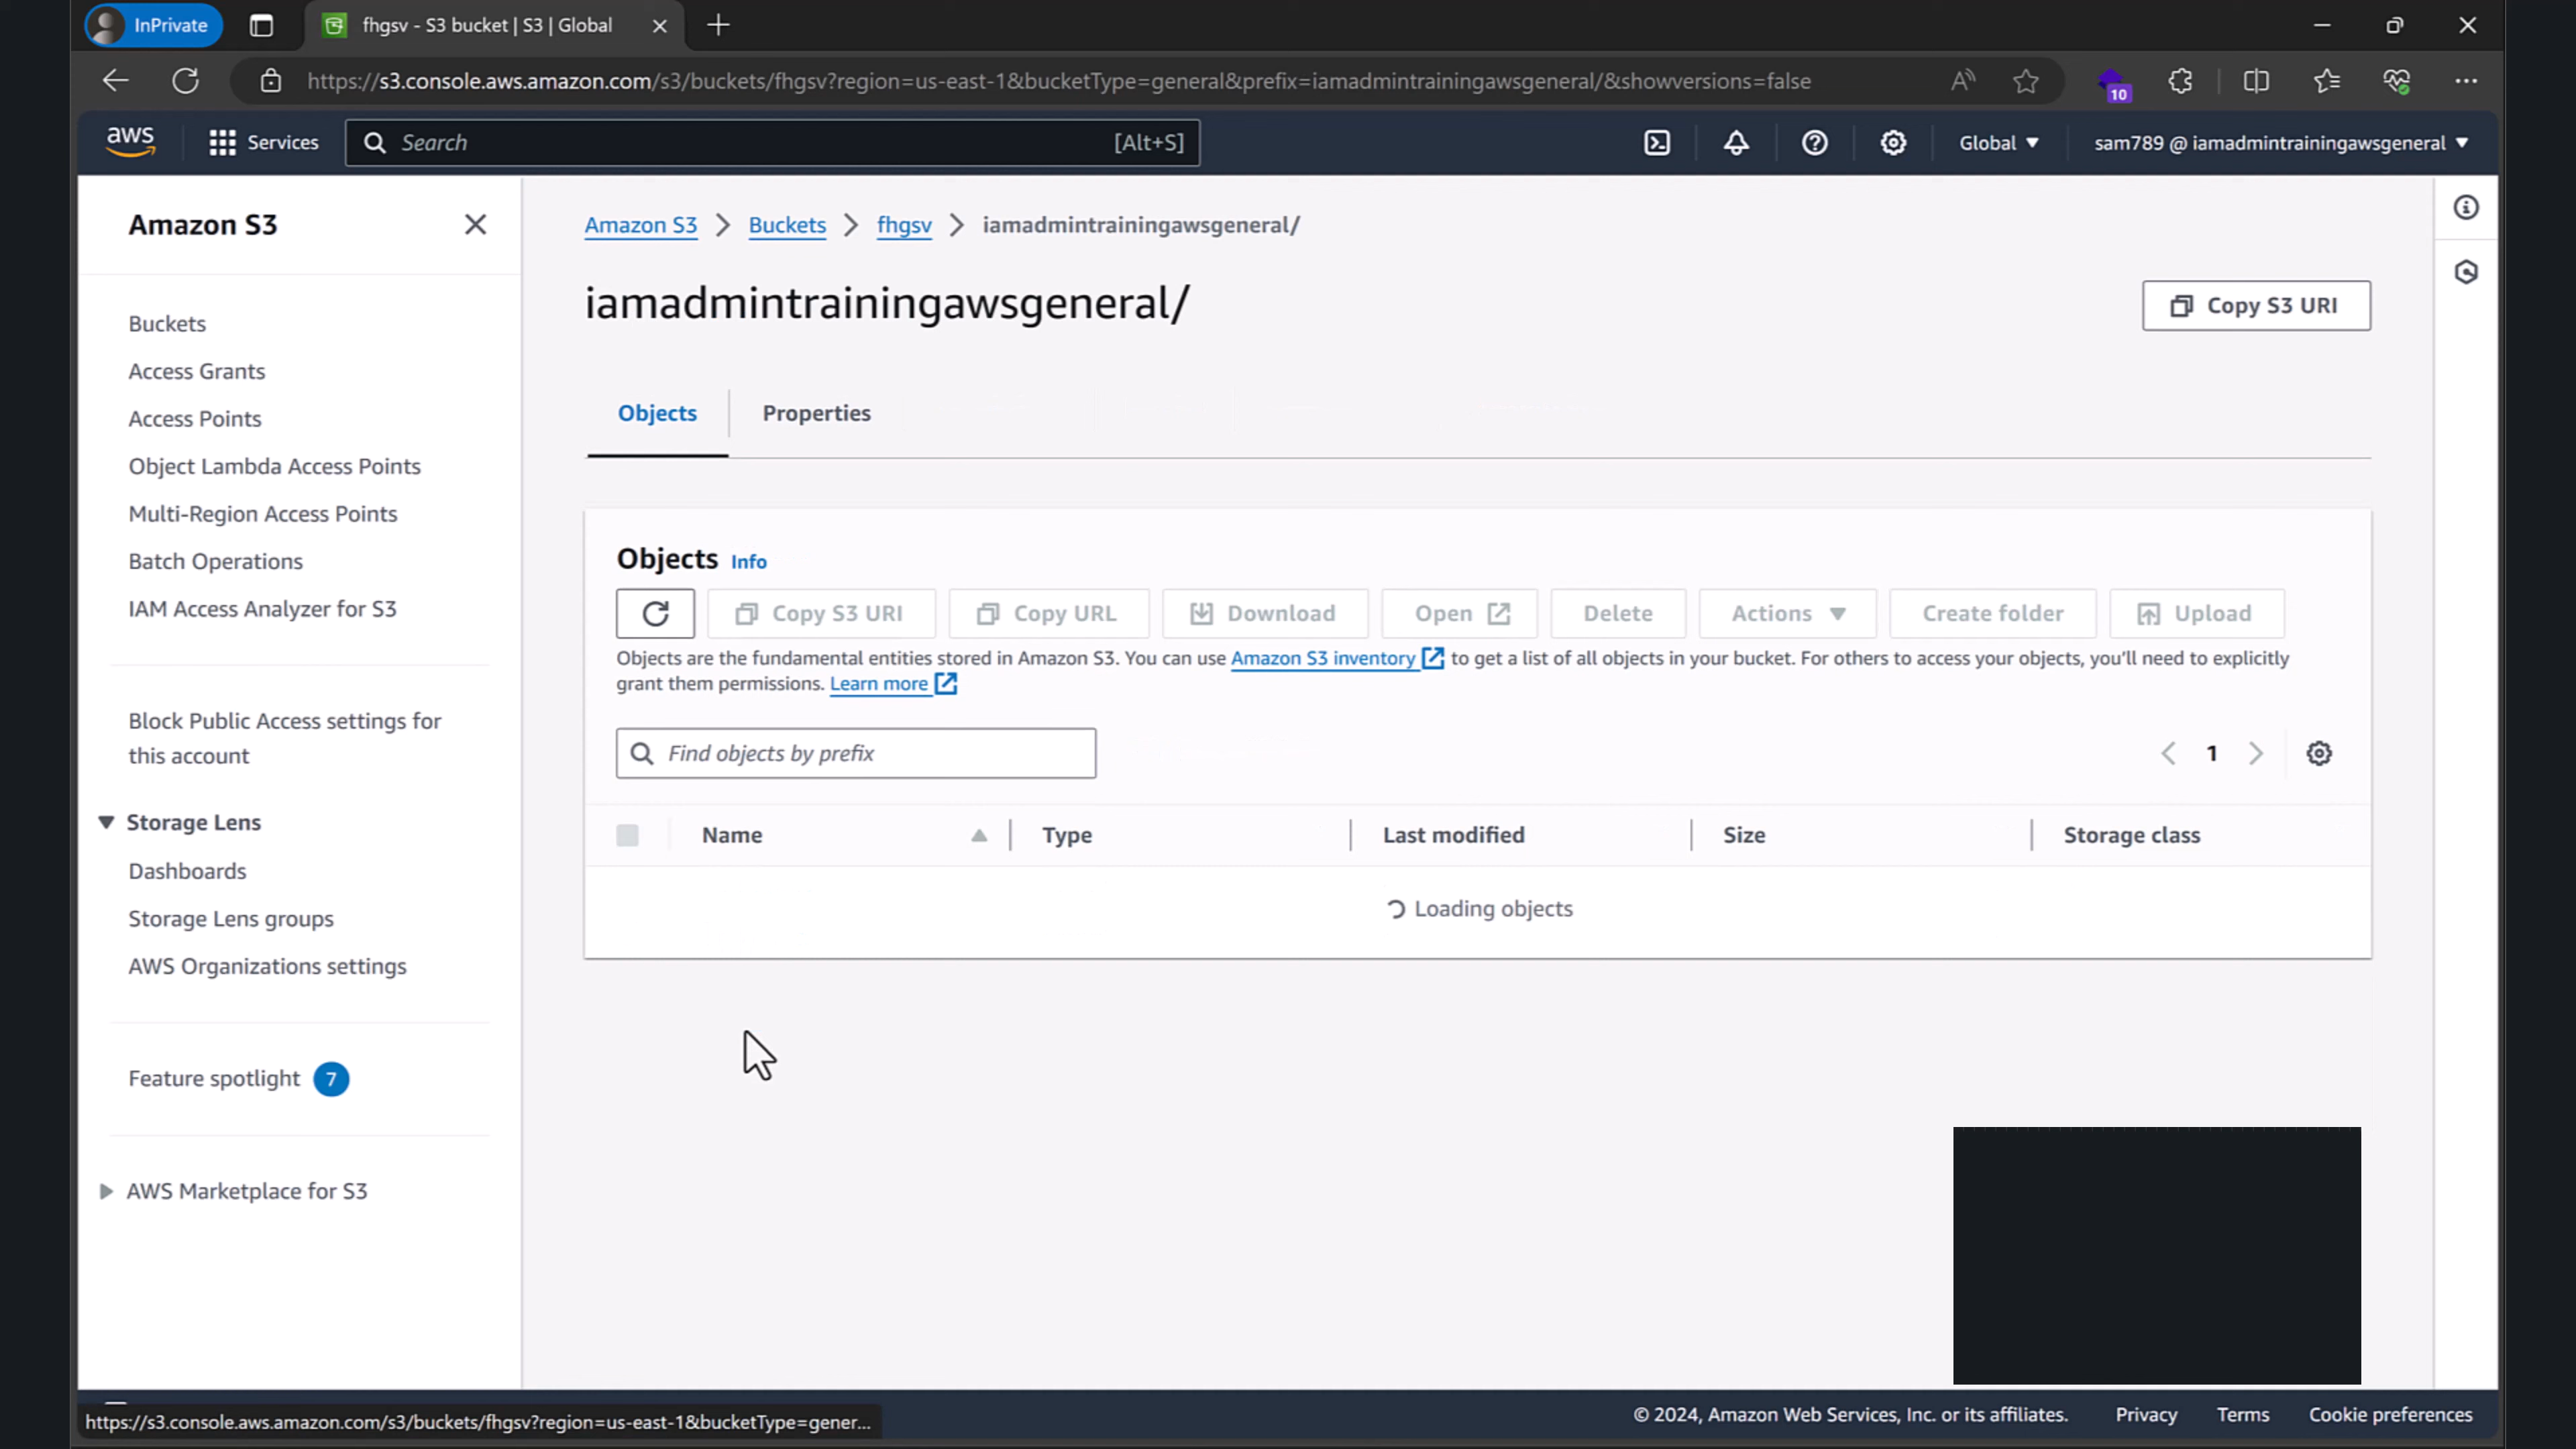 InPrivate
fhgsv - S3 bucket | S3 | Global
https://s3.console.aws.amazon.com/s3/buckets/fhgsv?region=us-east-1&bucketType=general&prefix=iamadmintrainingawsgeneral/&showversions=false
10
aws
Services
Search
[Alt+S]
Global
sam789 @ iamadmintrainingawsgeneral
Amazon S3
Buckets
Access Grants
Access Points
Object Lambda Access Points
Multi-Region Access Points
Batch Operations
IAM Access Analyzer for S3
Block Public Access settings for
this account
Storage Lens
Dashboards
Storage Lens groups
AWS Organizations settings
Feature spotlight 7
AWS Marketplace for S3
Amazon S3 > Buckets > fhgsv > iamadmintrainingawsgeneral/
iamadmintrainingawsgeneral/
Copy S3 URI
Objects
Properties
Objects Info
Copy S3 URI
Copy URL
Download
Open
Delete
Actions
Create folder
Upload
Objects are the fundamental entities stored in Amazon S3. You can use Amazon S3 inventory to get a list of all objects in your bucket. For others to access your objects, you'll need to explicitly
grant them permissions. Learn more
Find objects by prefix
1
Name
Type
Last modified
Size
Storage class
Loading objects
https://s3.console.aws.amazon.com/s3/buckets/fhgsv?region=us-east-1&bucketType=gener...
© 2024, Amazon Web Services, Inc. or its affiliates.
Privacy
Terms
Cookie preferences